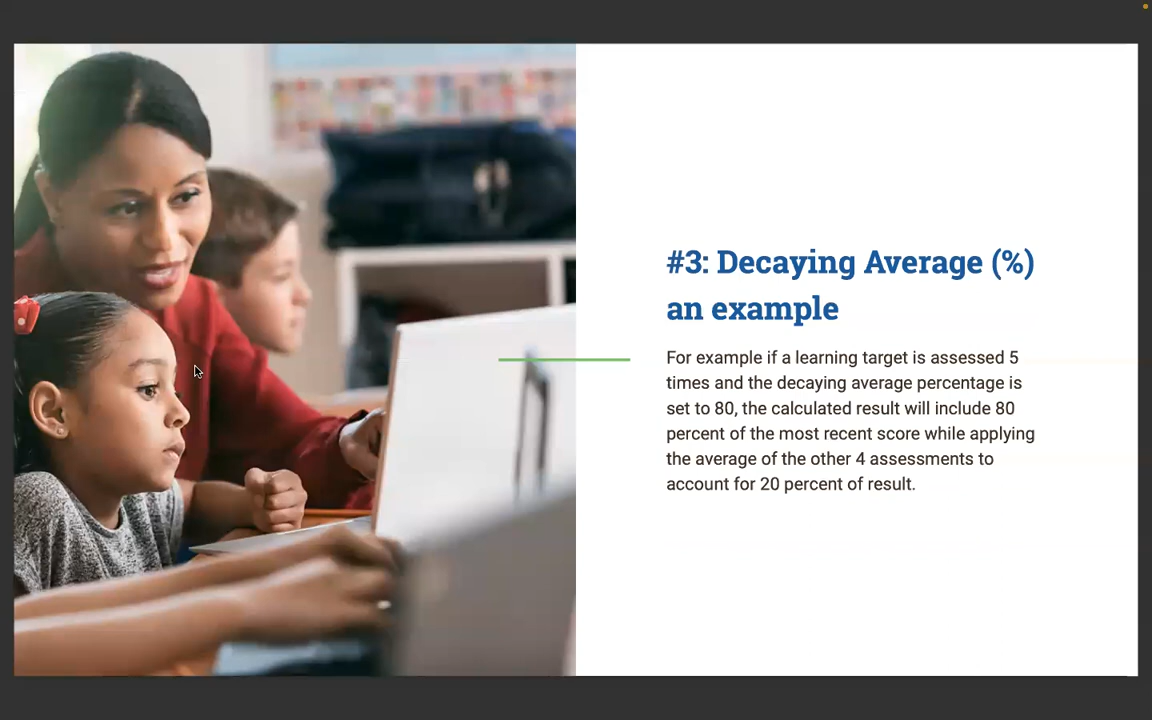 #3: Decaying Average (%)
an example
For example if a learning target is assessed 5
times and the decaying average percentage is
set to 80, the calculated result will include 80
percent of the most recent score while applying
the average of the other 4 assessments to
account for 20 percent of result.